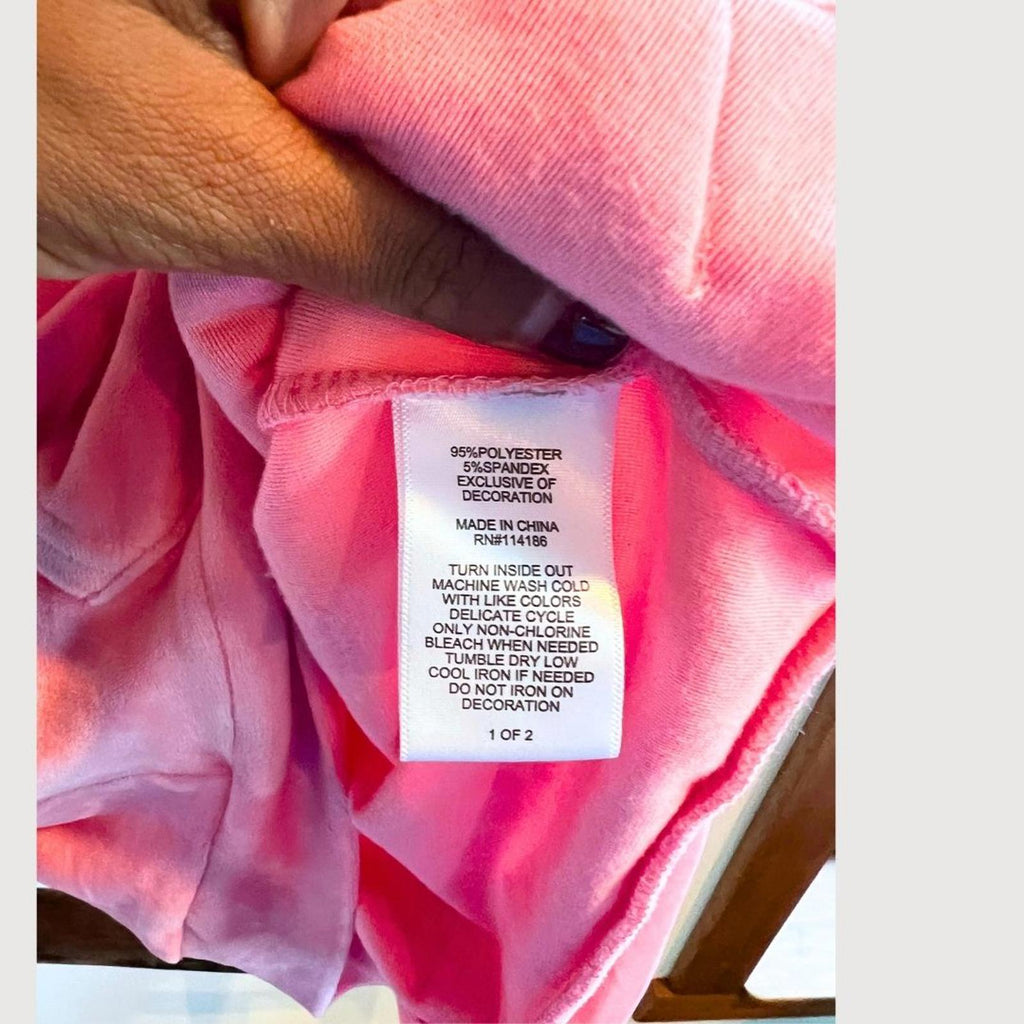 95%POLYESTER
5%SPANDEX
EXCLUSIVE OF
DECORATION
MADE IN CHINA
RN#114186
TURN INSIDE OUT
MACHINE WASH COLD
WITH LIKE COLORS
DELICATE CYCLE
ONLY NON-CHLORINE
BLEACH WHEN NEEDED
TUMBLE DRY LOW
COOL IRON IF NEEDED
DO NOT IRON ON
DECORATION
1 OF 2